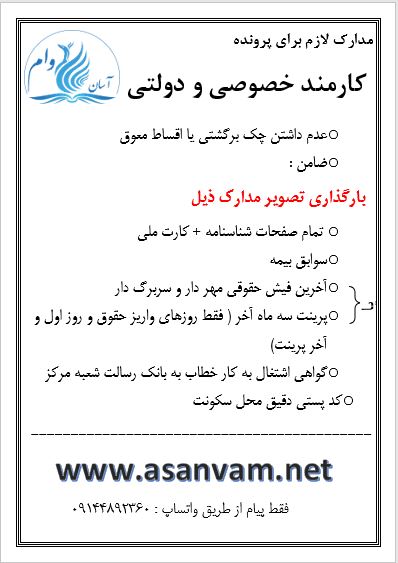 مدارک لازم برای پرونده
آسان وام
کارمند خصوصی و دولتی
عدم داشتن چک برگشتی یا اقساط معوق
ضامن :
بارگذاری تصویر مدارک ذیل
تمام صفحات شناسنامه + کارت ملی
سوابق بیمه
آخرین فیش حقوقی مهر دار و سربرگ دار
پرینت سه ماه آخر ( فقط روزهای واریز حقوق و روز اول و
آخر پرینت)
گواهی اشتغال به کار خطاب به بانک رسالت شعبه مرکز
کد پستی دقیق محل سکونت
www.asanvam.net
فقط پیام از طریق واتساپ : ۰۹۱۴۴۸۹۲۳۶۰